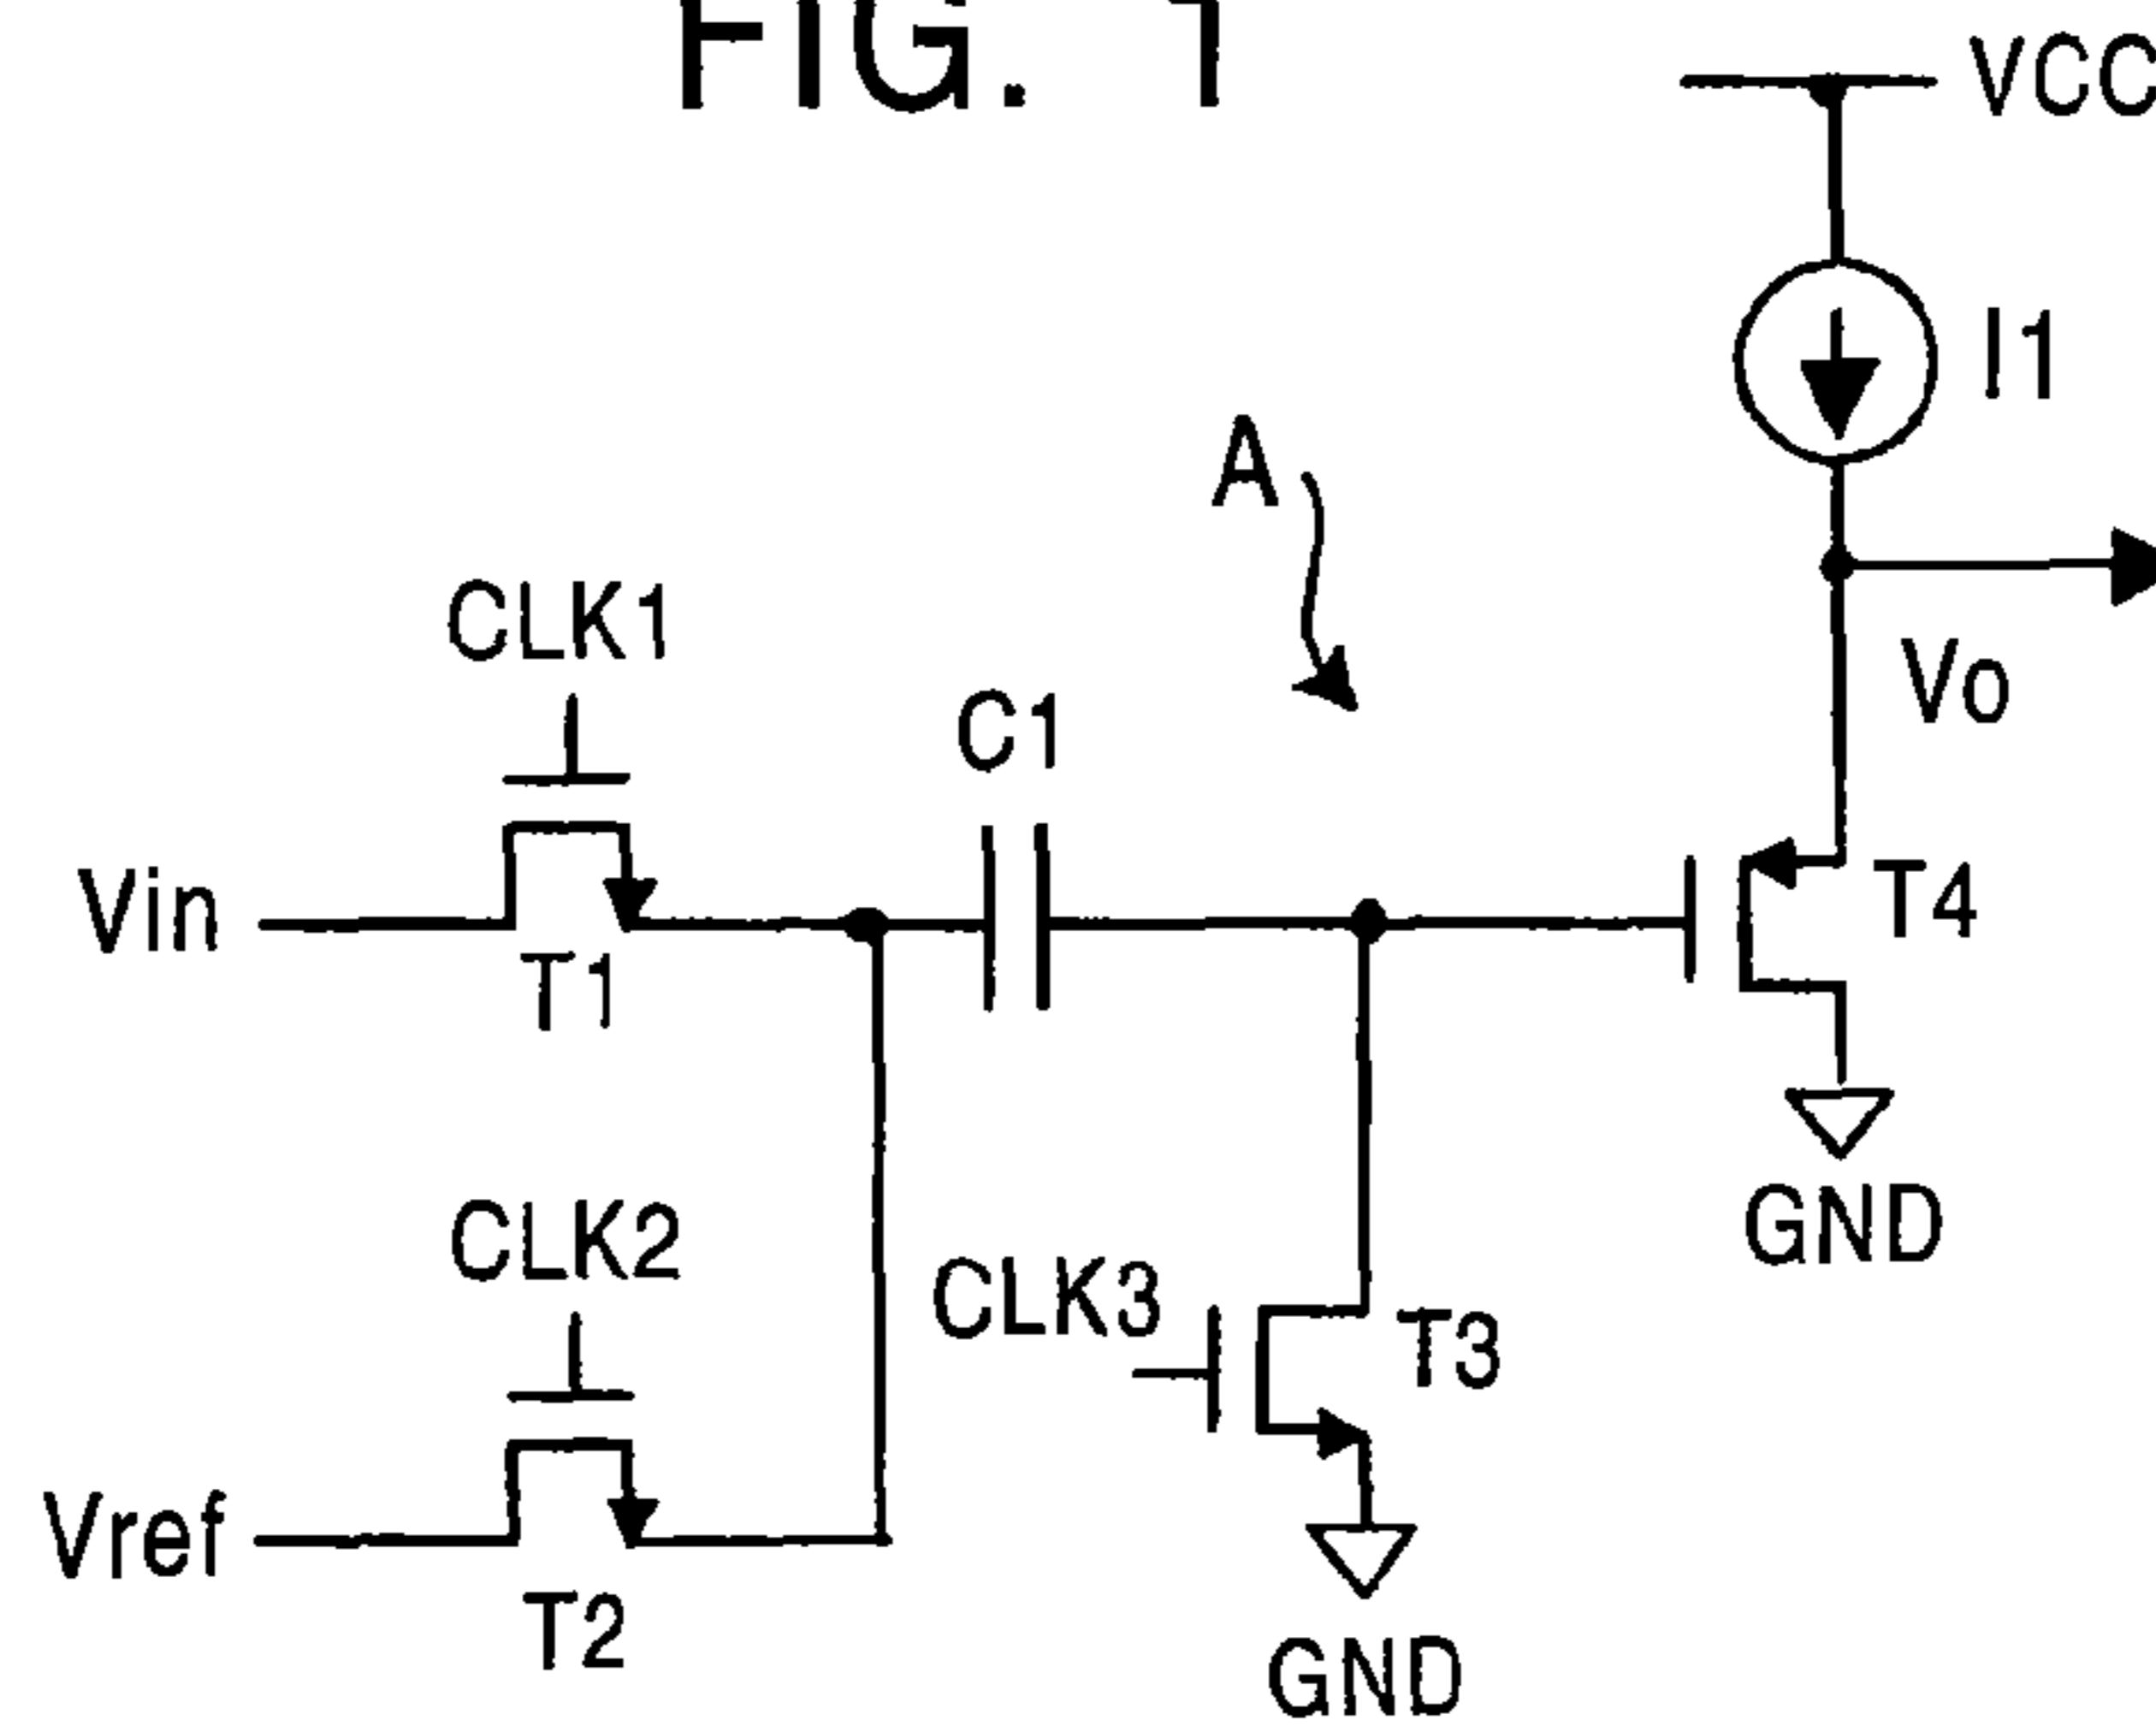 FIG. 1
VCC
I1
A
CLK1
C1
Vo
Vin
T1
T4
GND
CLK2
CLK3
T3
Vref
T2
GND